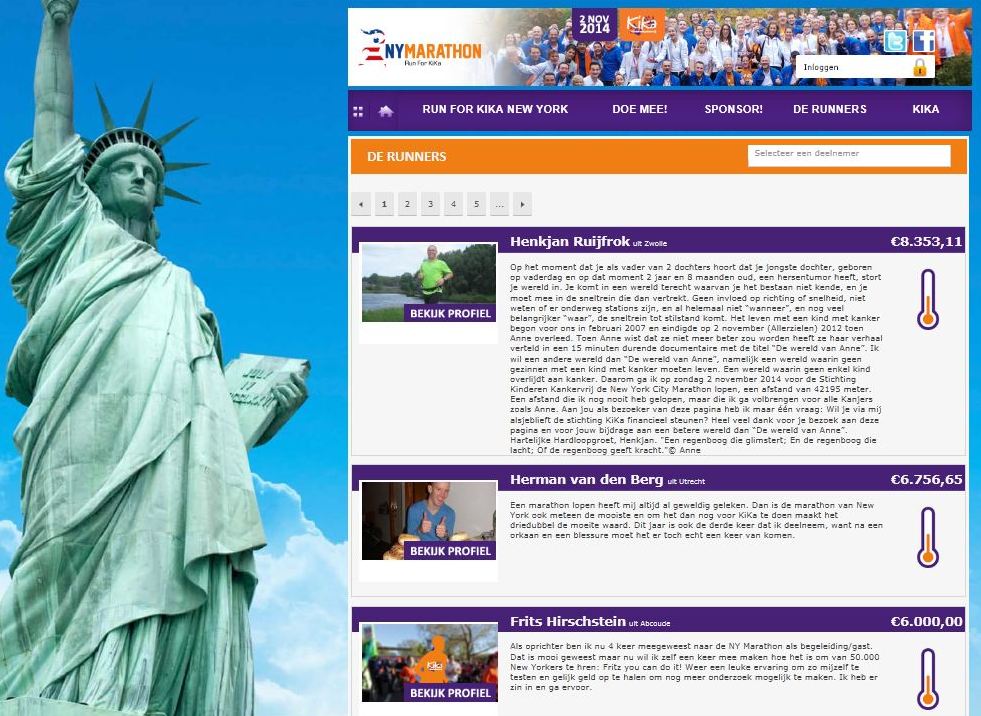 2 NOV
2014
KiKa
NYMARATHON
Run For KiKa
Inloggen
RUN FOR KIKA NEW YORK DOE MEE! SPONSOR! DE RUNNERS KIKA
DE RUNNERS
Selecteer een deelnemer
1 2 3 4 5 ...
Henkjan Ruijfrok uit Zwolle €8.353,11
Op het moment dat je als vader van 2 dochters hoort dat je jongste dochter, geboren
op vaderdag en op dat moment 2 jaar en 8 maanden oud, een hersentumor heeft, stort
je wereld in. Je komt in een wereld terecht waarvan je het bestaan niet kende, en je
moet mee in de sneltrein die dan vertrekt. Geen invloed op richting of snelheid, niet
weten of er onderweg stations zijn, en al helemaal niet "wanneer", en nog veel
belangrijker "waar", de sneltrein tot stilstand komt. Het leven met een kind met kanker
begon voor ons in februari 2007 en eindigde op 2 november (Allerzielen) 2012 toen
Anne overleed. Toen Anne wist dat ze niet meer beter zou worden heeft ze haar verhaal
verteld in een 15 minuten durende documentaire met de titel "De wereld van Anne". Ik
wil een andere wereld dan "De wereld van Anne", namelijk een wereld waarin geen
gezinnen met een kind met kanker moeten leven. Een wereld waarin geen enkel kind
overlijdt aan kanker. Daarom ga ik op zondag 2 november 2014 voor de Stichting
Kinderen Kankervrij de New York City Marathon lopen, een afstand van 42195 meter.
Een afstand die ik nog nooit heb gelopen, maar die ik ga volbrengen voor alle Kanjers
zoals Anne. Aan jou als bezoeker van deze pagina heb ik maar één vraag: Wil je via mij
alsjeblieft de stichting KiKa financieel steunen? Heel veel dank voor je bezoek aan deze
pagina en voor jouw bijdrage aan een betere wereld dan "De wereld van Anne".
Hartelijke Hardloopgroet, Henkjan. "Een regenboog die glimstert; En de regenboog die
lacht; Of de regenboog geeft kracht."© Anne
BEKIJK PROFIEL
Herman van den Berg uit Utrecht €6.756,65
Een marathon lopen heeft mij altijd al geweldig geleken. Dan is de marathon van New
York ook meteen de mooiste en om het dan nog voor KiKa te doen maakt het
driedubbel de moeite waard. Dit jaar is ook de derde keer dat ik deelneem, want na een
orkaan en een blessure moet het er toch echt een keer van komen.
BEKIJK PROFIEL
Frits Hirschstein uit Abcoude €6.000,00
Als oprichter ben ik nu 4 keer meegeweest naar de NY Marathon als begeleiding/gast.
Dat is mooi geweest maar nu wil ik zelf een keer mee maken hoe het is om van 50.000
New Yorkers te hren: Fritz you can do it! Weer een leuke ervaring om zo mijzelf te
testen en gelijk geld op te halen om nog meer onderzoek mogelijk te maken. Ik heb er
zin in en ga ervoor.
KiKa
BEKIJK PROFIEL